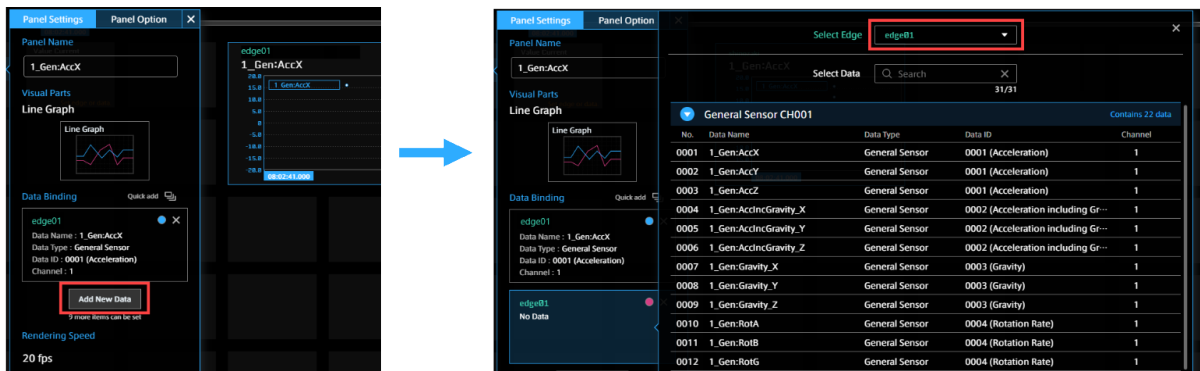 Panel Settings Panel Option
Panel Name
1_Gen:AccX
Visual Parts
Line Graph
Line Graph
Data Binding Quick add
edge01
Data Name : 1_Gen:AccX
Data Type : General Sensor
Data ID : 0001 (Acceleration)
Channel : 1
Add New Data
9 more items can be set
Rendering Speed
20 fps
edge01
1_Gen:AccX
20.0
15.0
10.0
5.0
0
-5.0
-10.0
-15.0
-20.0
1_Gen:AccX
08:02:41.000
Panel Settings Panel Option
Panel Name
1_Gen:AccX
Visual Parts
Line Graph
Line Graph
Data Binding Quick add
edge01
Data Name : 1_Gen:AccX
Data Type : General Sensor
Data ID : 0001 (Acceleration)
Channel : 1
edge01
No Data
Select Edge edge01
Select Data Search
31/31
General Sensor CH001 Contains 22 data
No. Data Name Data Type Data ID Channel
0001 1_Gen:AccX General Sensor 0001 (Acceleration) 1
0002 1_Gen:AccY General Sensor 0001 (Acceleration) 1
0003 1_Gen:AccZ General Sensor 0001 (Acceleration) 1
0004 1_Gen:AccIncGravity_X General Sensor 0002 (Acceleration including Gr··· 1
0005 1_Gen:AccIncGravity_Y General Sensor 0002 (Acceleration including Gr··· 1
0006 1_Gen:AccIncGravity_Z General Sensor 0002 (Acceleration including Gr··· 1
0007 1_Gen:Gravity_X General Sensor 0003 (Gravity) 1
0008 1_Gen:Gravity_Y General Sensor 0003 (Gravity) 1
0009 1_Gen:Gravity_Z General Sensor 0003 (Gravity) 1
0010 1_Gen:RotA General Sensor 0004 (Rotation Rate) 1
0011 1_Gen:RotB General Sensor 0004 (Rotation Rate) 1
0012 1_Gen:RotG General Sensor 0004 (Rotation Rate) 1